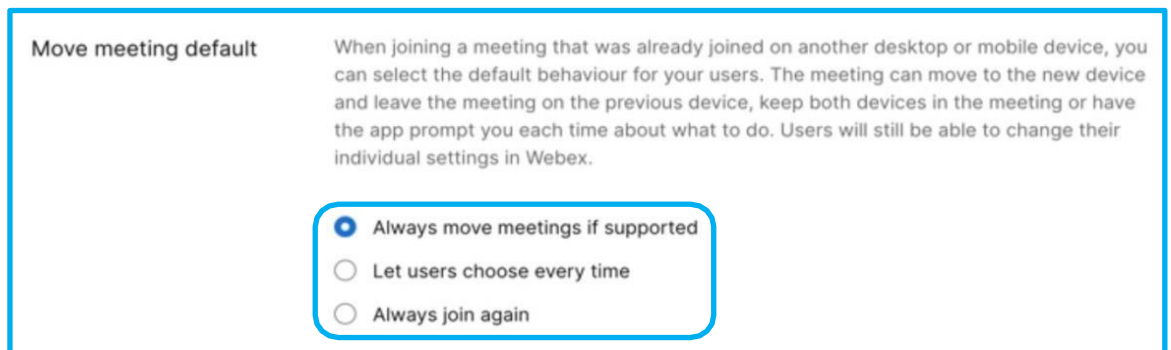 Move meeting default
When joining a meeting that was already joined on another desktop or mobile device, you
can select the default behaviour for your users. The meeting can move to the new device
and leave the meeting on the previous device, keep both devices in the meeting or have
the app prompt you each time about what to do. Users will still be able to change their
individual settings in Webex.
Always move meetings if supported
Let users choose every time
Always join again